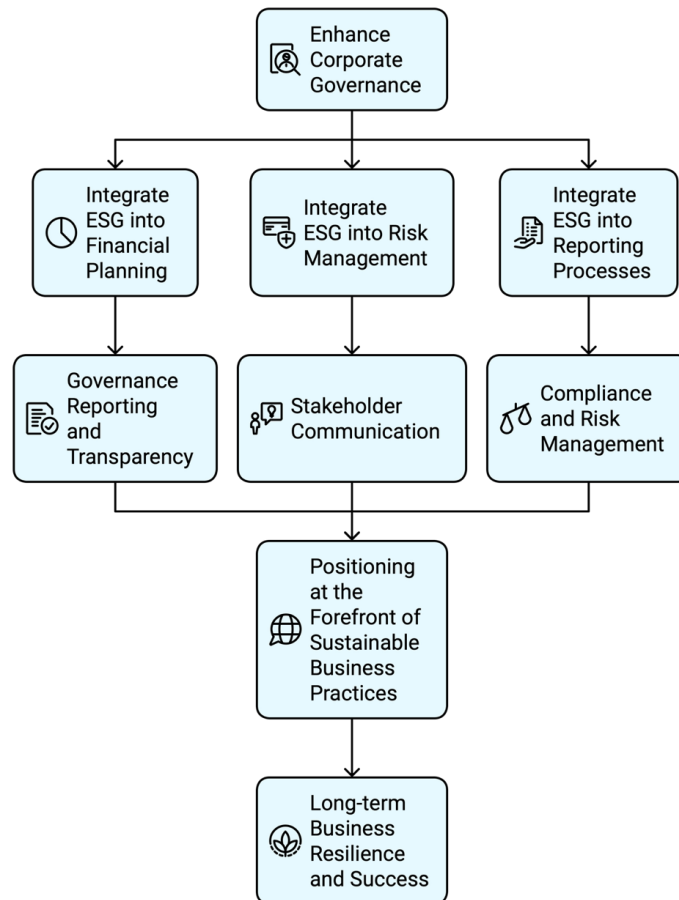 Enhance
Corporate
Governance
Integrate
ESG into
Financial
Planning
Integrate
ESG into Risk
Management
Integrate
ESG into
Reporting
Processes
Governance
Reporting
and
Transparency
Stakeholder
Communication
Compliance
and Risk
Management
Positioning
at the
Forefront of
Sustainable
Business
Practices
Long-term
Business
Resilience
and Success